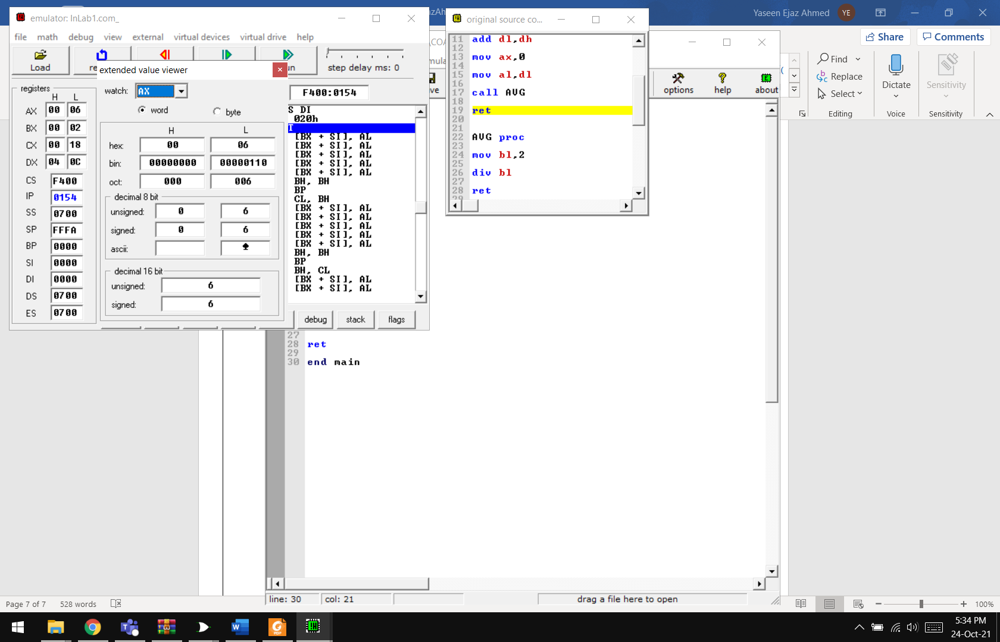 emulator: InLab1.com_
file math debug view external virtual devices virtual drive help
Load
step delay ms: 0
extended value viewer
registers
H L
AX 00 06
BX 00 02
CX 00 18
DX 04 0C
CS F400
IP 0154
SS 0700
SP FFFA
BP 0000
SI 0000
DI 0000
DS 0700
ES 0700
watch: AX
word byte
H L
hex: 00 06
bin: 00000000 00000110
oct: 000 006
decimal 8 bit
unsigned: 0 6
signed: 0 6
ascii: ♠
decimal 16 bit
unsigned: 6
signed: 6
F400:0154
S DI
020h
T
[BX + SI], AL
[BX + SI], AL
[BX + SI], AL
[BX + SI], AL
[BX + SI], AL
BH, BH
BP
CL, BH
[BX + SI], AL
[BX + SI], AL
[BX + SI], AL
[BX + SI], AL
[BX + SI], AL
BH, BH
BP
BH, CL
[BX + SI], AL
[BX + SI], AL
debug stack flags
original source co...
11 add dl,dh
12
13 mov ax,0
14
15 mov al,dl
16
17 call AVG
18
19 ret
20
21
22 AVG proc
23
24 mov bl,2
25
26 div bl
27
28 ret
29
options help about
27
28 ret
29
30 end main
line: 30 col: 21 drag a file here to open
Yaseen Ejaz Ahmed YE
Share Comments
Find
Replace
Select
Editing
Dictate
Voice
Sensitivity
Sensitivity
Page 7 of 7 528 words 100%
5:34 PM
24-Oct-21